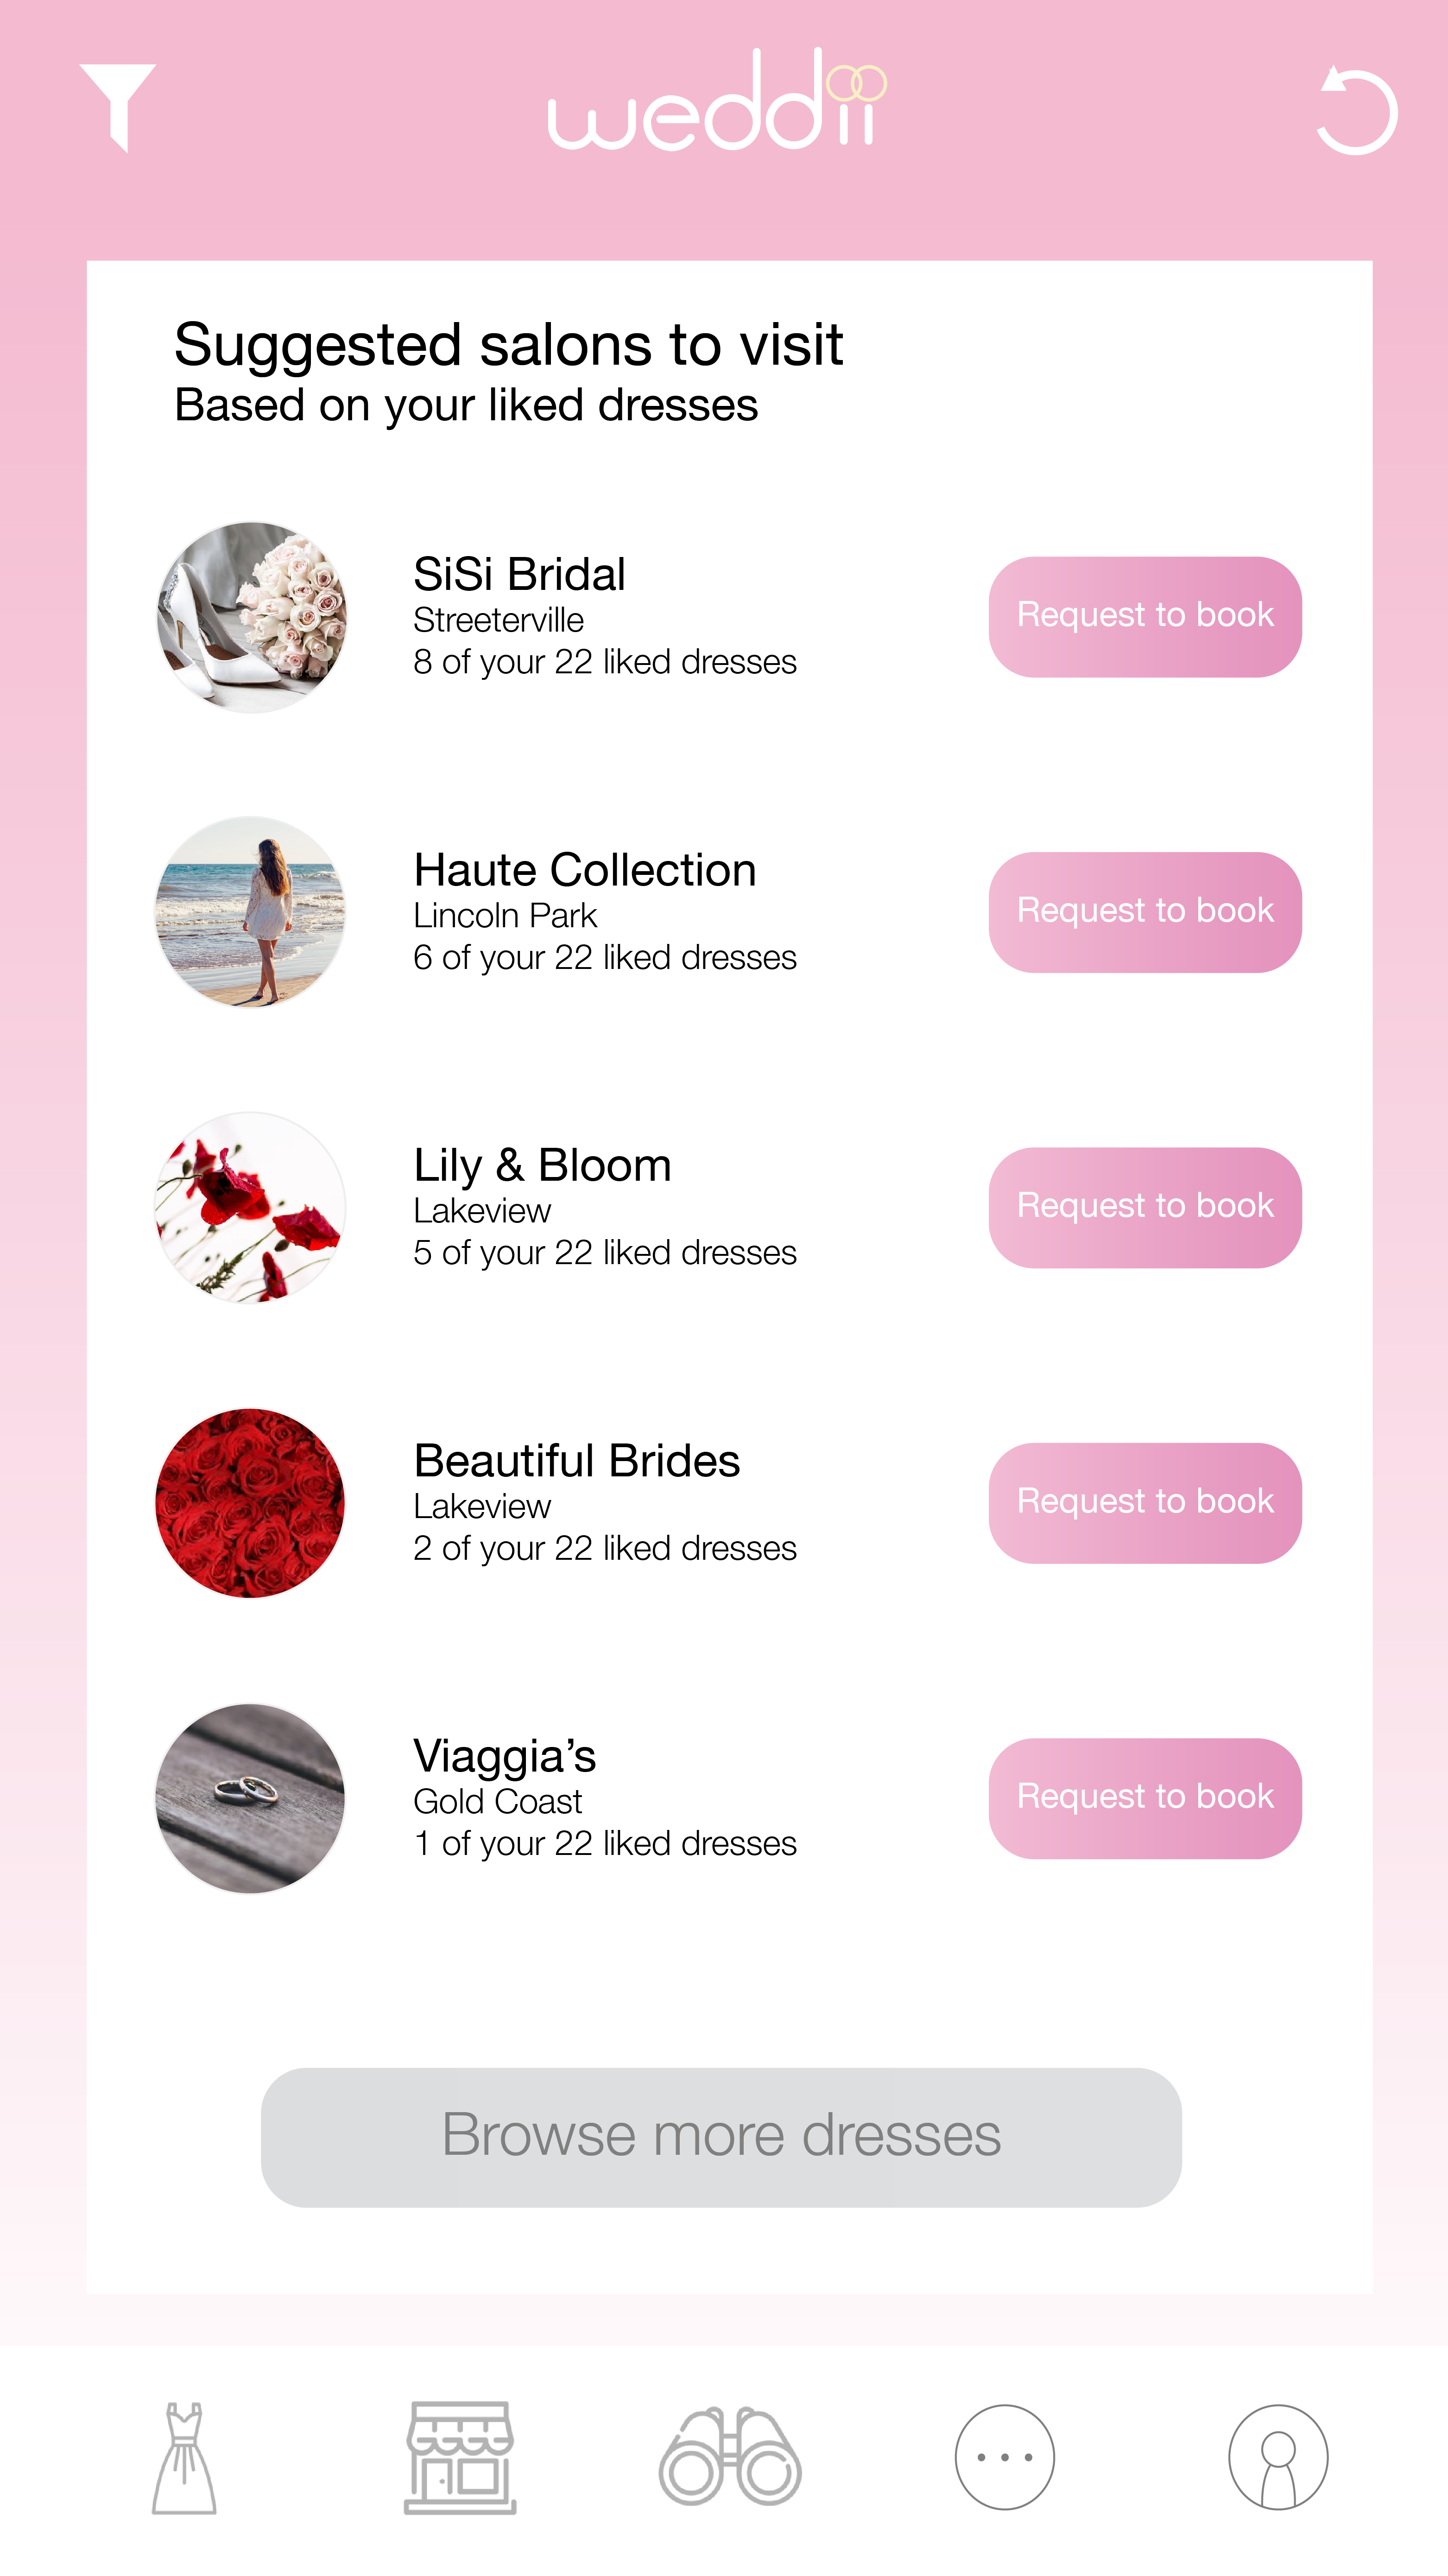 weddii
Suggested salons to visit
Based on your liked dresses
SiSi Bridal
Streeterville
8 of your 22 liked dresses
Request to book
Haute Collection
Lincoln Park
6 of your 22 liked dresses
Request to book
Lily & Bloom
Lakeview
5 of your 22 liked dresses
Request to book
Beautiful Brides
Lakeview
2 of your 22 liked dresses
Request to book
Viaggia’s
Gold Coast
1 of your 22 liked dresses
Request to book
Browse more dresses